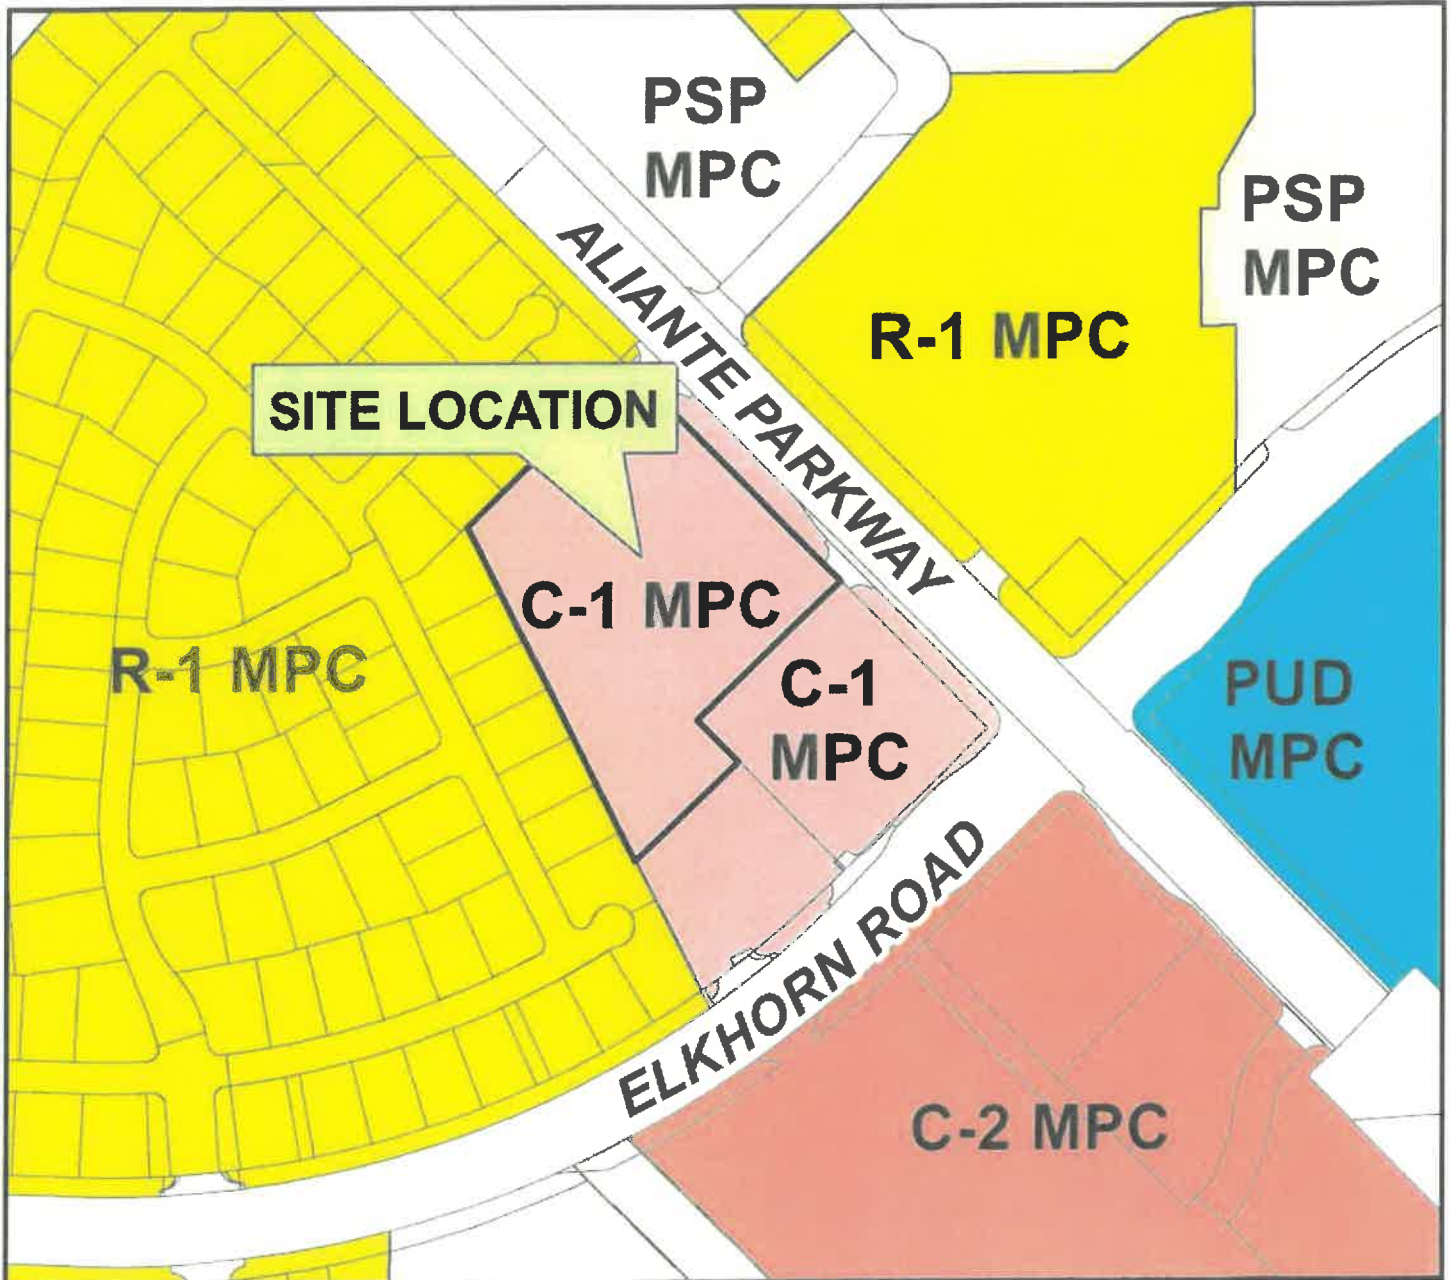 PSP
MPC
PSP
MPC
ALIANTE PARKWAY
R-1 MPC
SITE LOCATION
C-1 MPC
R-1 MPC
C-1
MPC
PUD
MPC
ELKHORN ROAD
C-2 MPC